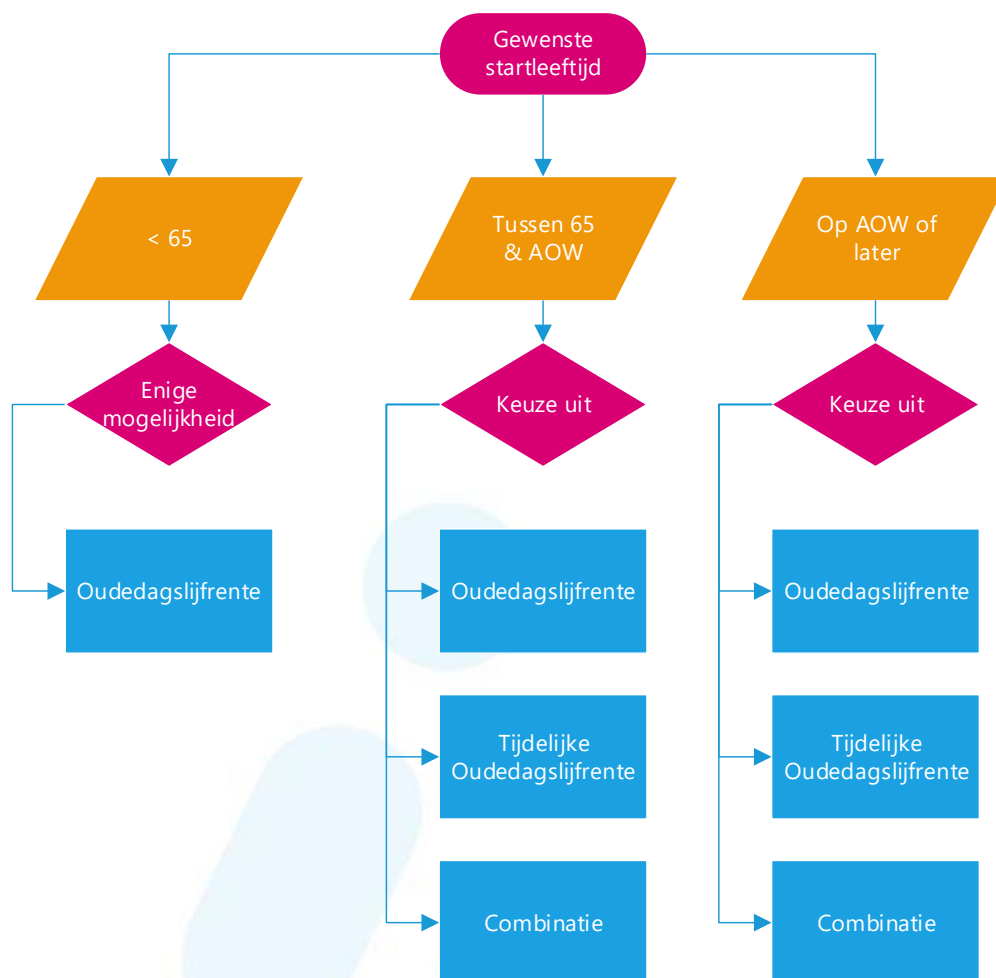 Gewenste
startleeftijd
< 65
Tussen 65
& AOW
Op AOW of
later
Enige
mogelijkheid
Keuze uit
Keuze uit
Oudedagslijfrente
Oudedagslijfrente
Oudedagslijfrente
Tijdelijke
Oudedagslijfrente
Tijdelijke
Oudedagslijfrente
Combinatie
Combinatie